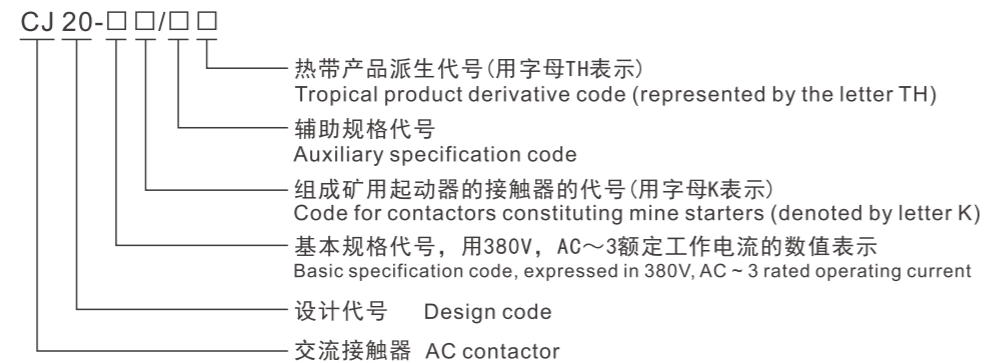 CJ 20-□ □/□ □
热带产品派生代号(用字母TH表示)
Tropical product derivative code (represented by the letter TH)
辅助规格代号
Auxiliary specification code
组成矿用起动器的接触器的代号(用字母K表示)
Code for contactors constituting mine starters (denoted by letter K)
基本规格代号，用380V，AC～3额定工作电流的数值表示
Basic specification code, expressed in 380V, AC ~ 3 rated operating current
设计代号 Design code
交流接触器 AC contactor